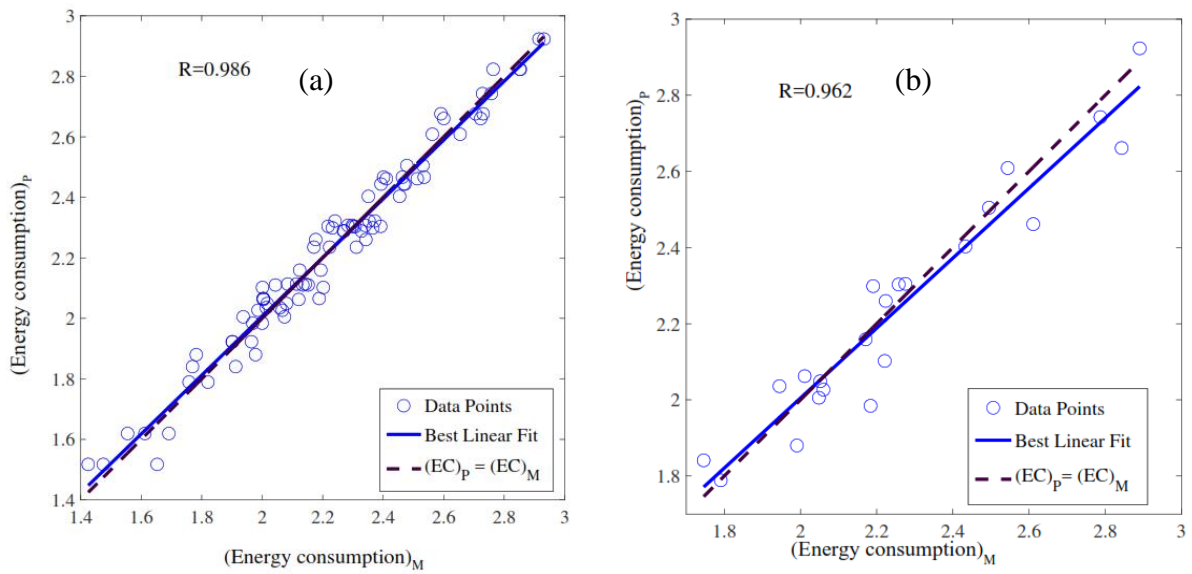 3
2.8
2.6
2.4
2.2
2
1.8
1.6
1.4
(Energy consumption)P
R=0.986
(a)
Data Points
Best Linear Fit
(EC)P = (EC)M
1.4 1.6 1.8 2 2.2 2.4 2.6 2.8 3
(Energy consumption)M
3
2.8
2.6
2.4
2.2
2
1.8
(Energy consumption)P
R=0.962
(b)
Data Points
Best Linear Fit
(EC)P= (EC)M
1.8 2 2.2 2.4 2.6 2.8 3
(Energy consumption)M